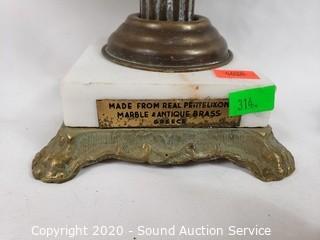 314.
MADE FROM REAL PENTELIKON
MARBLE & ANTIQUE BRASS
GREECE
Copyright © 2020 - Sound Auction Service